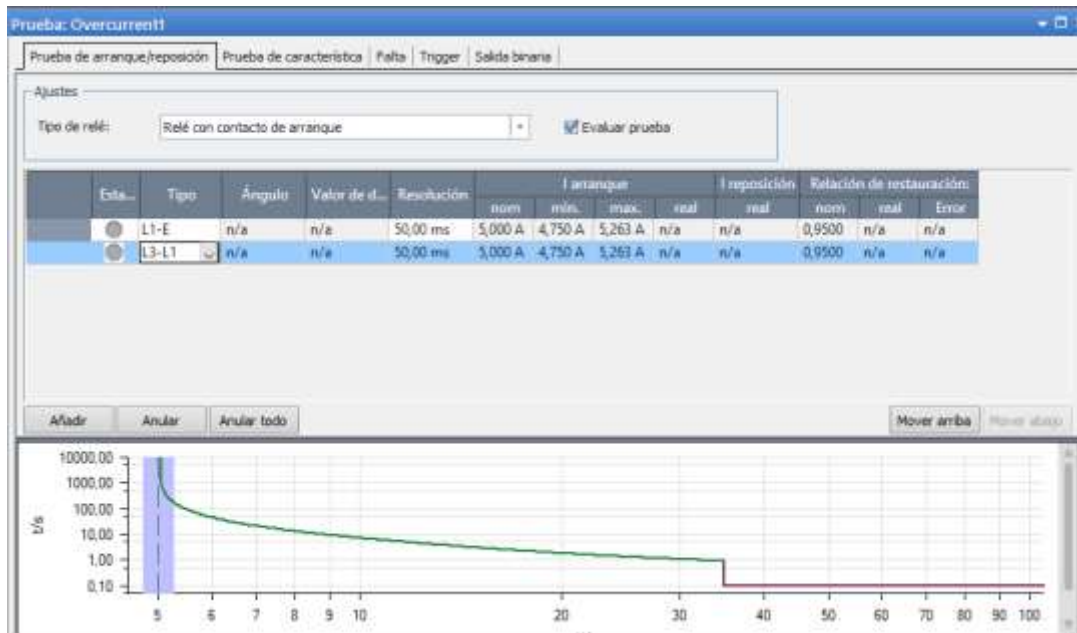 Prueba: Overcurrent1
Prueba de arranque/reposición Prueba de característica Falta Trigger Salida binaria
Ajustes
Tipo de relé: Relé con contacto de arranque Evaluar prueba
I arranque I reposición Relación de restauración:
Esta... Tipo Ángulo Valor de d... Resolución nom mín. max. real real nom real Error
L1-E n/a n/a 50,00 ms 5,000 A 4,750 A 5,263 A n/a n/a 0,9500 n/a n/a
L3-L1 n/a n/a 50,00 ms 5,000 A 4,750 A 5,263 A n/a n/a 0,9500 n/a n/a
Añadir Anular Anular todo Mover arriba Mover abajo
10000.00
1000.00
100.00
t/s
10.00
1.00
0.10
5 6 7 8 9 10 20 30 40 50 60 70 80 90 100